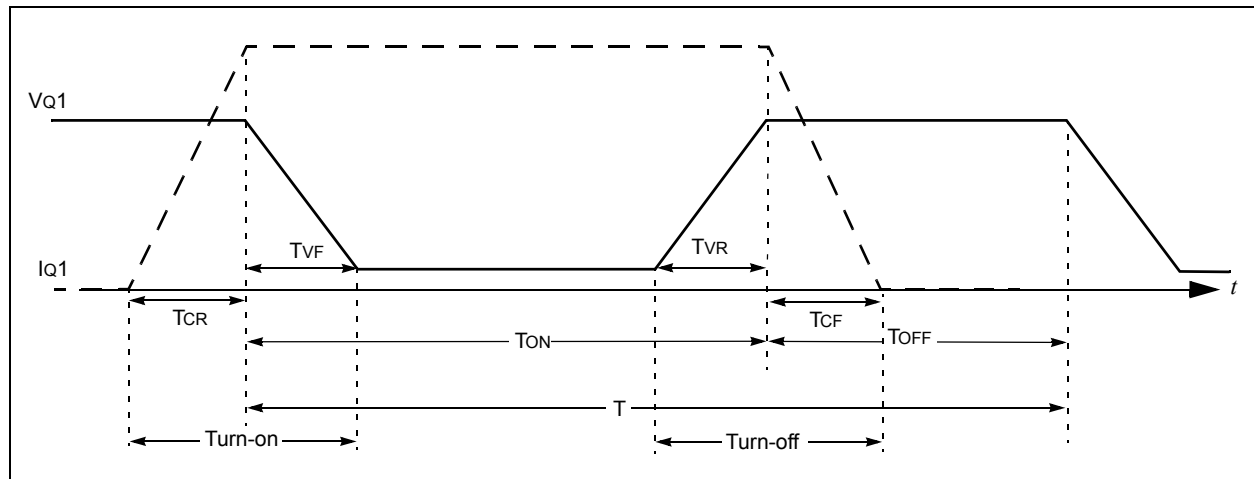 VQ1
TVF
TVR
IQ1
t
TCR
TCF
TON
TOFF
T
Turn-on
Turn-off